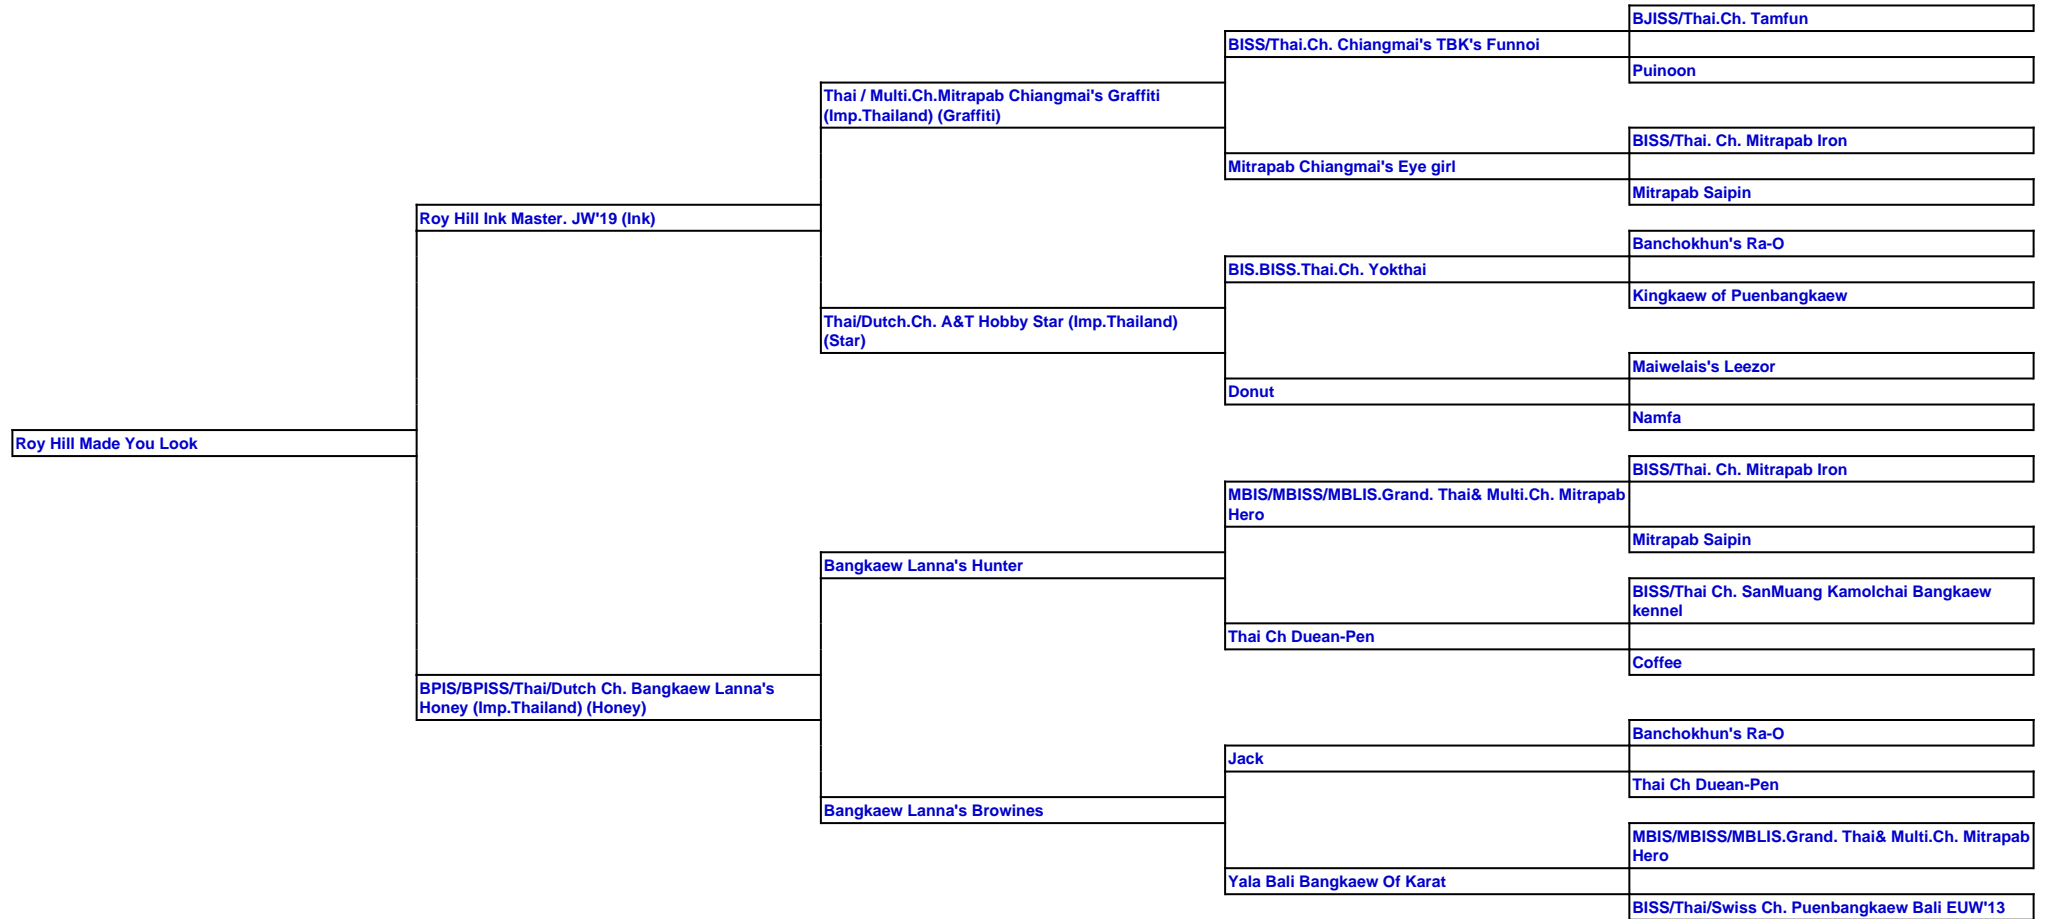 BJISS/Thai.Ch. Tamfun
BISS/Thai.Ch. Chiangmai's TBK's Funnoi
Puinoon
Thai / Multi.Ch.Mitrapab Chiangmai's Graffiti
(Imp.Thailand) (Graffiti)
BISS/Thai. Ch. Mitrapab Iron
Mitrapab Chiangmai's Eye girl
Mitrapab Saipin
Roy Hill Ink Master. JW'19 (Ink)
Banchokhun's Ra-O
BIS.BISS.Thai.Ch. Yokthai
Kingkaew of Puenbangkaew
Thai/Dutch.Ch. A&T Hobby Star (Imp.Thailand)
(Star)
Maiwelais's Leezor
Donut
Namfa
Roy Hill Made You Look
BISS/Thai. Ch. Mitrapab Iron
MBIS/MBISS/MBLIS.Grand. Thai& Multi.Ch. Mitrapab
Hero
Mitrapab Saipin
Bangkaew Lanna's Hunter
BISS/Thai Ch. SanMuang Kamolchai Bangkaew
kennel
Thai Ch Duean-Pen
Coffee
BPIS/BPISS/Thai/Dutch Ch. Bangkaew Lanna's
Honey (Imp.Thailand) (Honey)
Banchokhun's Ra-O
Jack
Thai Ch Duean-Pen
Bangkaew Lanna's Browines
MBIS/MBISS/MBLIS.Grand. Thai& Multi.Ch. Mitrapab
Hero
Yala Bali Bangkaew Of Karat
BISS/Thai/Swiss Ch. Puenbangkaew Bali EUW'13